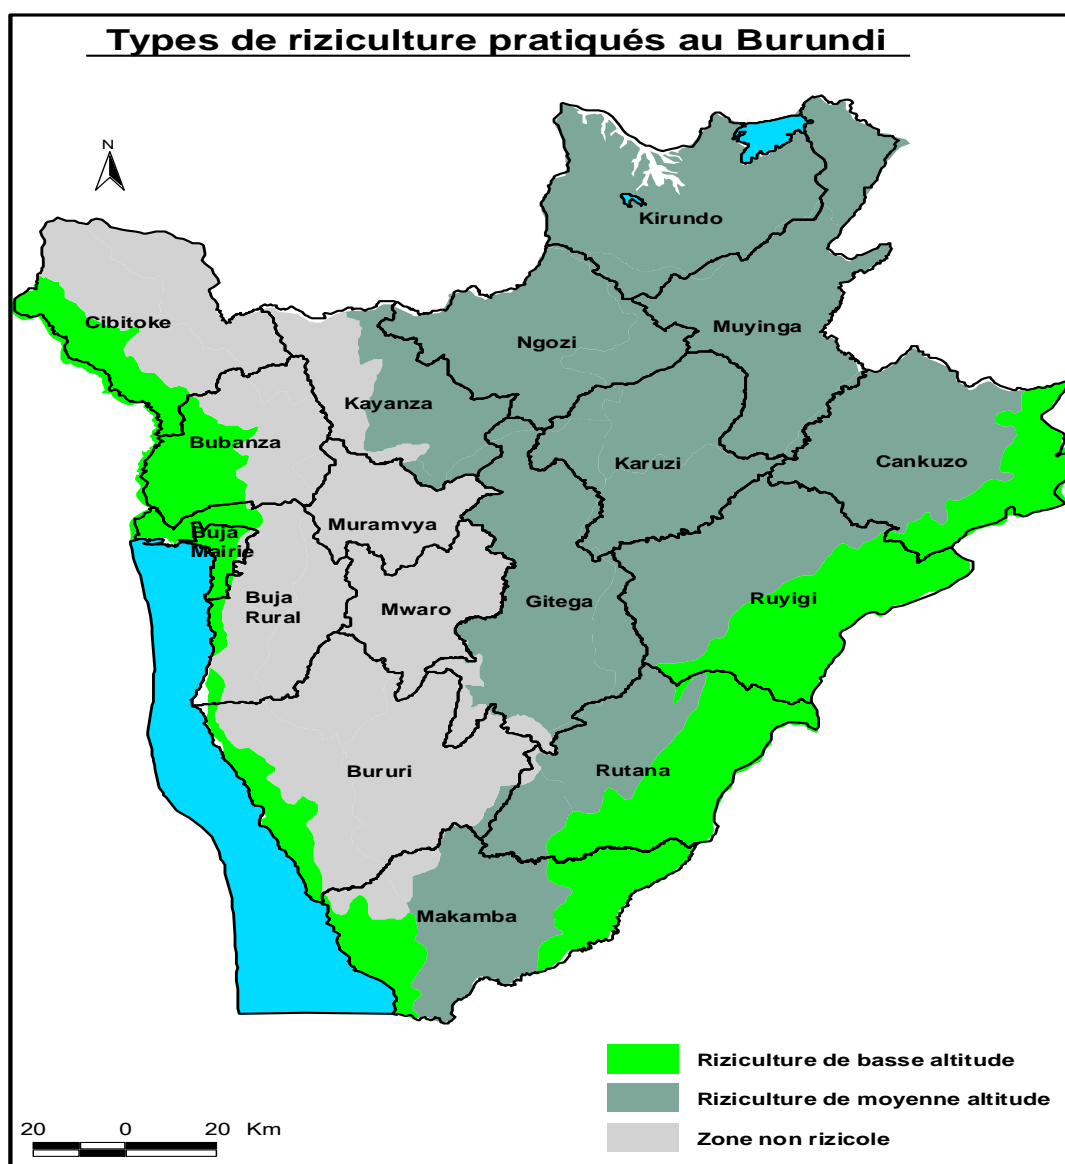 Types de riziculture pratiqués au Burundi
N
Kirundo
Cibitoke
Muyinga
Ngozi
Kayanza
Bubanza
Karuzi
Cankuzo
Muramvya
Buja
Mairie
Buja
Rural
Mwaro
Gitega
Ruyigi
Bururi
Rutana
Makamba
Riziculture de basse altitude
Riziculture de moyenne altitude
Zone non rizicole
20 0 20 Km